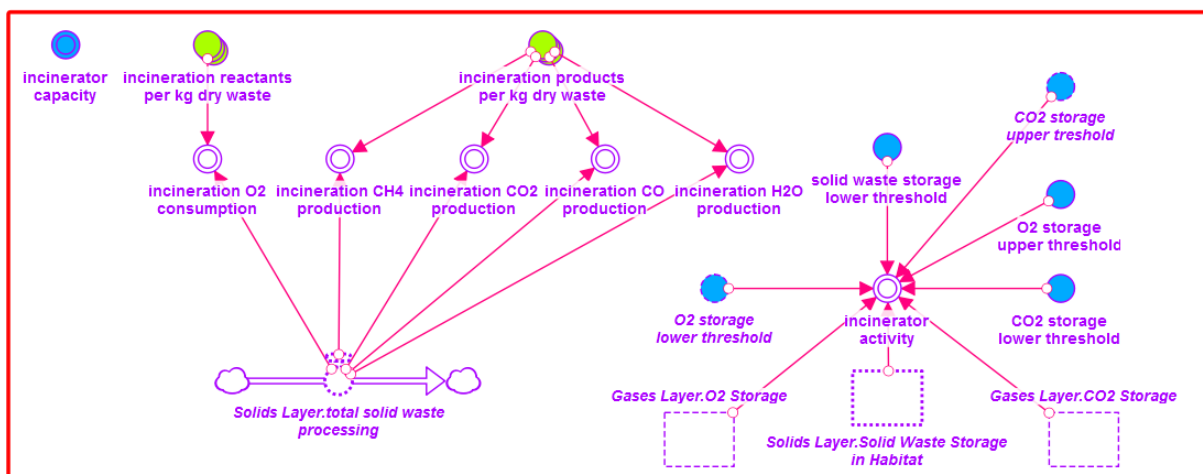 incinerator
capacity
incineration reactants
per kg dry waste
incineration products
per kg dry waste
CO2 storage
upper treshold
incineration O2
consumption
incineration CH4
production
incineration CO2
production
incineration CO
production
incineration H2O
production
solid waste storage
lower threshold
O2 storage
upper threshold
O2 storage
lower threshold
incinerator
activity
CO2 storage
lower threshold
Solids Layer.total solid waste
processing
Gases Layer.O2 Storage
Solids Layer.Solid Waste Storage
in Habitat
Gases Layer.CO2 Storage